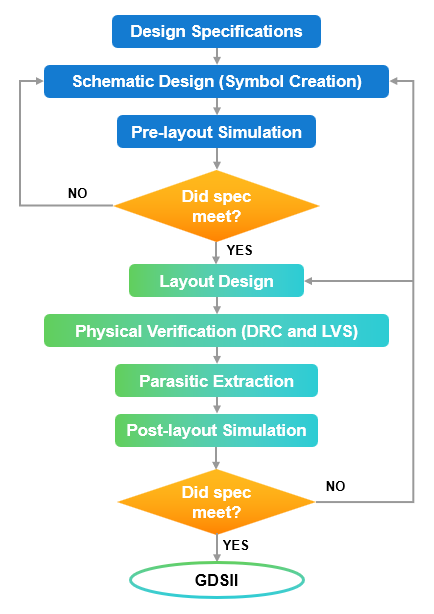 Design Specifications
Schematic Design (Symbol Creation)
Pre-layout Simulation
Did spec
meet?
NO
YES
Layout Design
Physical Verification (DRC and LVS)
Parasitic Extraction
Post-layout Simulation
Did spec
meet?
NO
YES
GDSII